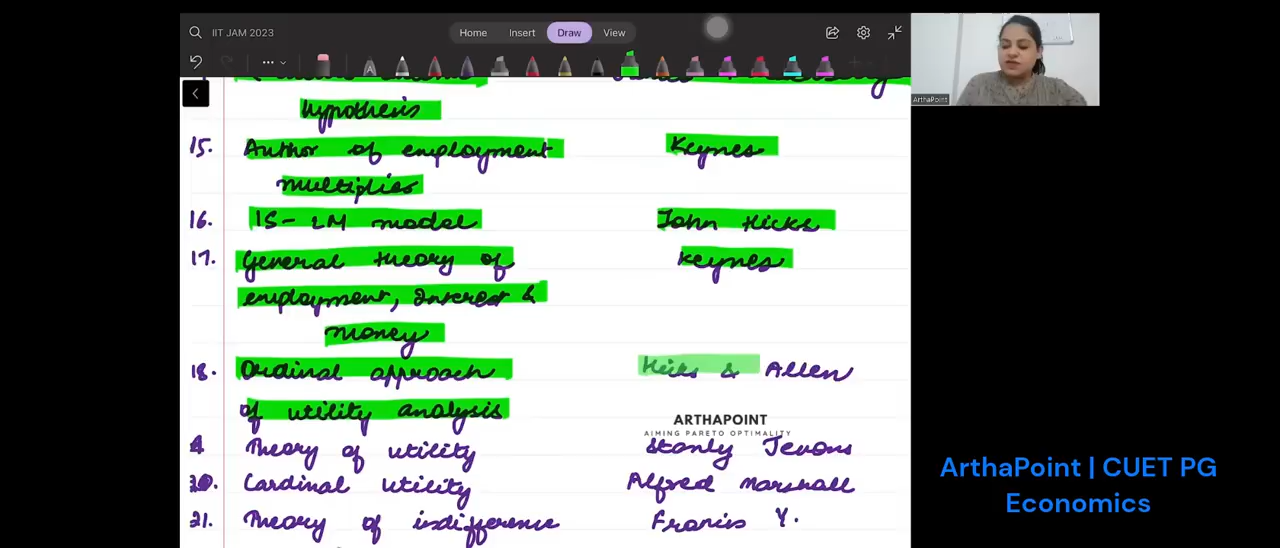 IIT JAM 2023
Home Insert Draw View
hypothesis
15. Author of employment Keynes
multiplier
16. IS-LM model John Hicks
17. General theory of Keynes
employment, Interest &
money
18. Ordinal approach Hicks & Allen
of utility analysis
ARTHAPOINT
AIMING PARETO OPTIMALITY
Theory of utility Stanly Jevons
20. Cardinal utility Alfred Marshall
21. Theory of indifference Francis Y.
ArthaPoint
ArthaPoint | CUET PG
Economics